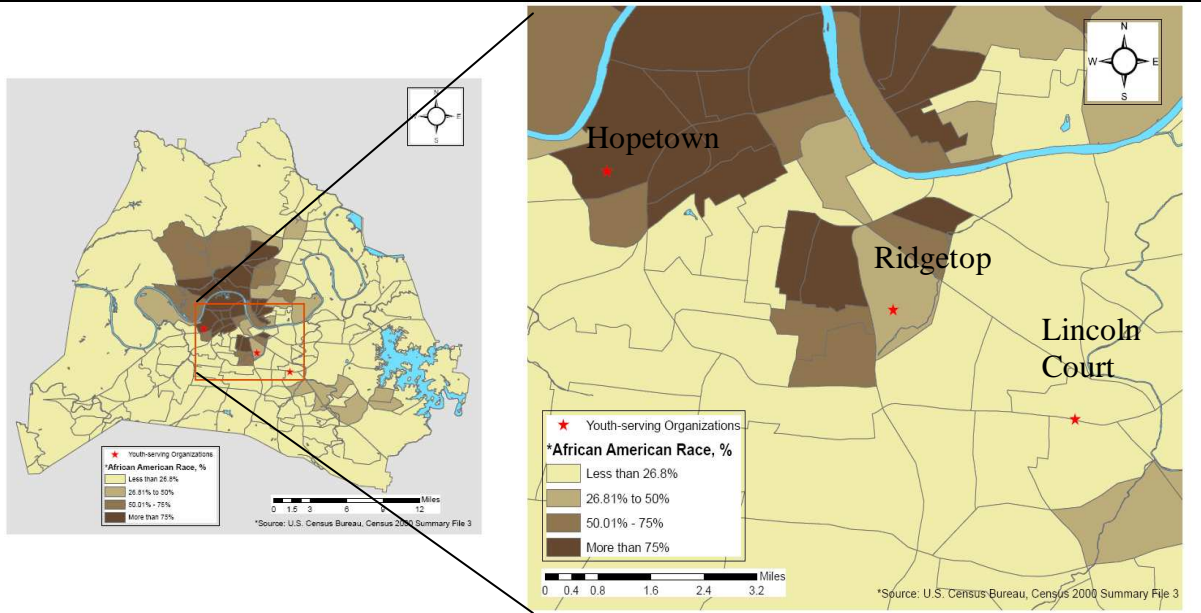 N
W E
S
Youth-serving Organizations
*African American Race, %
Less than 26.8%
26.81% to 50%
50.01% - 75%
More than 75%
Miles
0 1.5 3 6 9 12
*Source: U.S. Census Bureau, Census 2000 Summary File 3
N
W E
S
Hopetown
Ridgetop
Lincoln
Court
Youth-serving Organizations
*African American Race, %
Less than 26.8%
26.81% to 50%
50.01% - 75%
More than 75%
Miles
0 0.4 0.8 1.6 2.4 3.2
*Source: U.S. Census Bureau, Census 2000 Summary File 3